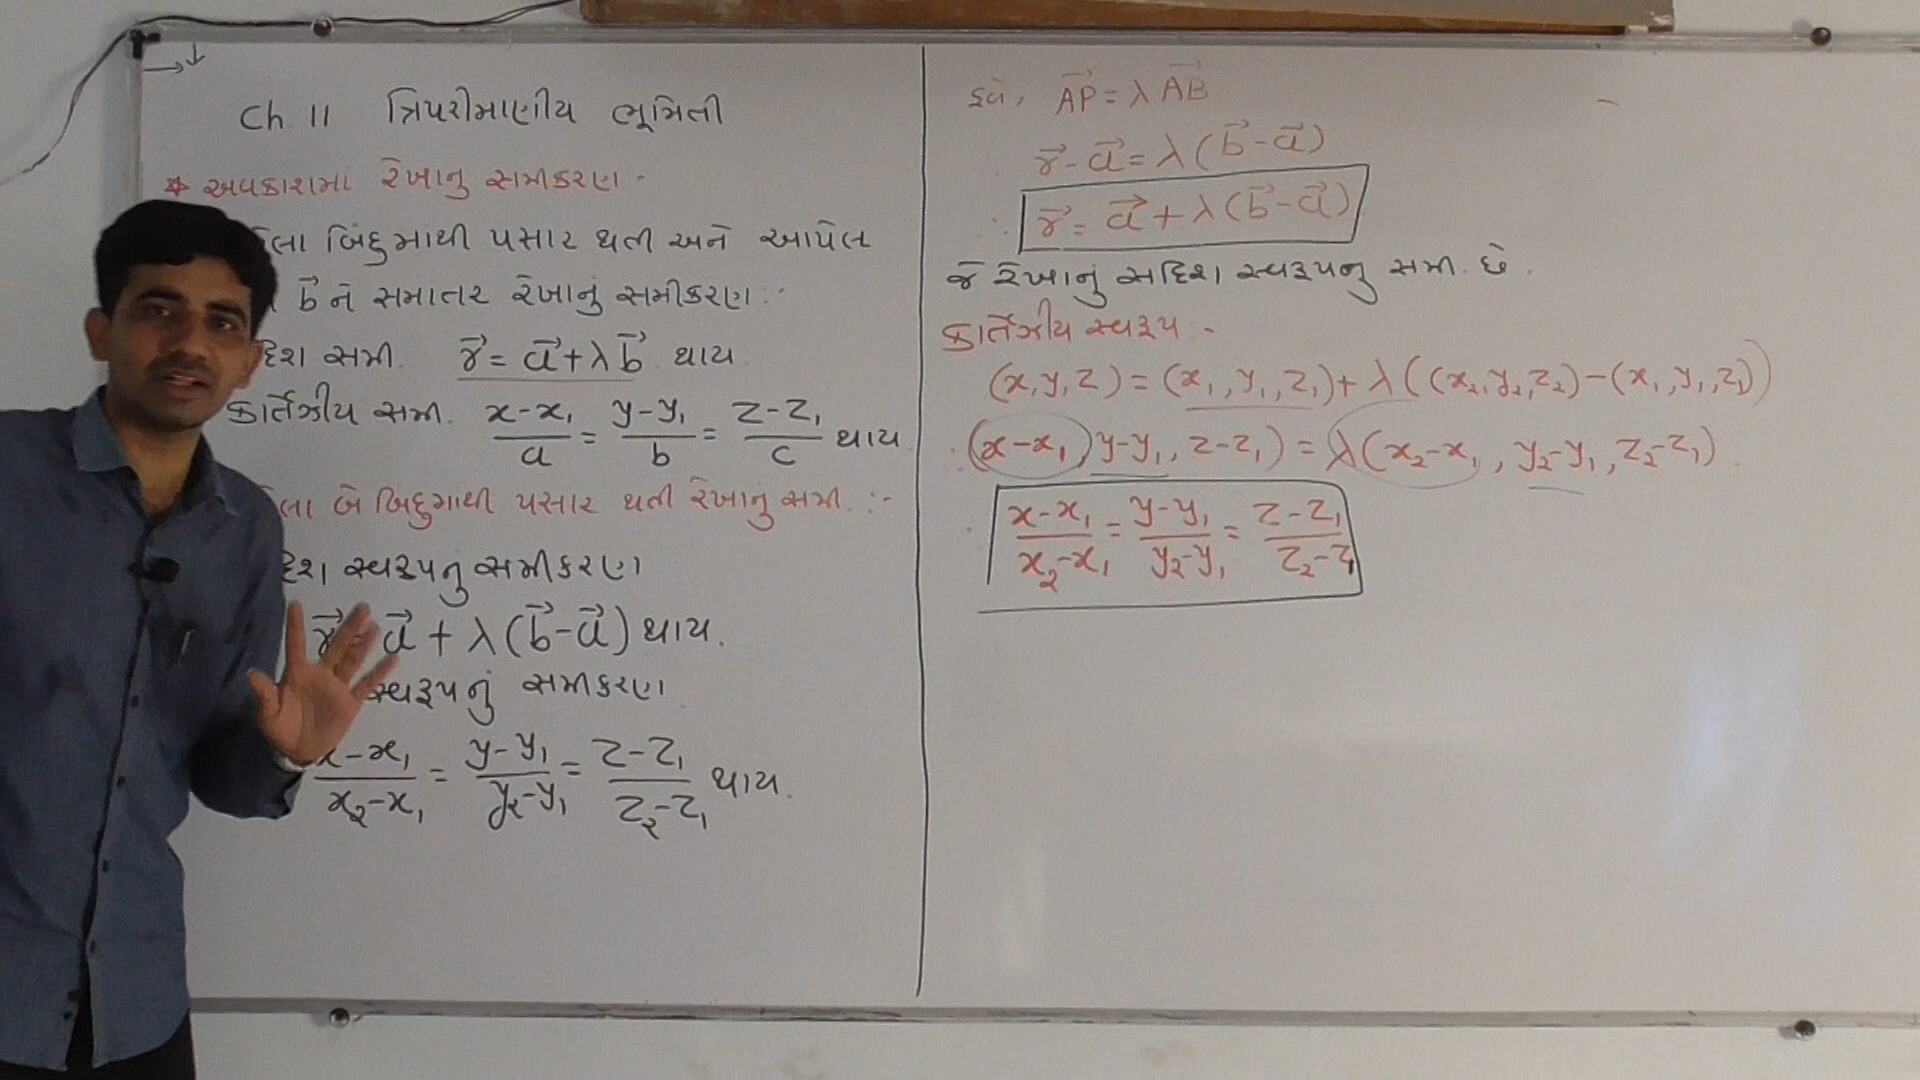 Ch 11 ત્રિપરીમાણીય ભૂમિતી
* અવકાશમાં રેખાનુ સમીકરણ -
લા બિંદુમાથી પસાર થતી અને આપેલ
b⃗ ને સમાતર રેખાનું સમીકરણ :-
દિશ સમી. r⃗ = a⃗ + λ b⃗ થાય
કાર્તેઝીય સમી. (x-x₁)/a = (y-y₁)/b = (z-z₁)/c થાય
લા બે બિંદુમાથી પસાર થતી રેખાનુ સમી. :-
દિશ સ્વરૂપનું સમીકરણ
r⃗ = a⃗ + λ (b⃗-a⃗) થાય.
સ્વરૂપનું સમીકરણ
(x-x₁)/(x₂-x₁) = (y-y₁)/(y₂-y₁) = (z-z₁)/(z₂-z₁) થાય.
હવે, AP⃗ = λ AB⃗
r⃗ - a⃗ = λ (b⃗-a⃗)
∴ r⃗ = a⃗ + λ (b⃗-a⃗)
જે રેખાનું સદિશ સ્વરૂપનુ સમી. છે.
કાર્તેઝીય સ્વરૂપ :-
(x,y,z) = (x₁,y₁,z₁) + λ ((x₂,y₂,z₂) - (x₁,y₁,z₁))
∴ (x-x₁, y-y₁, z-z₁) = λ(x₂-x₁, y₂-y₁, z₂-z₁)
∴ (x-x₁)/(x₂-x₁) = (y-y₁)/(y₂-y₁) = (z-z₁)/(z₂-z₁)